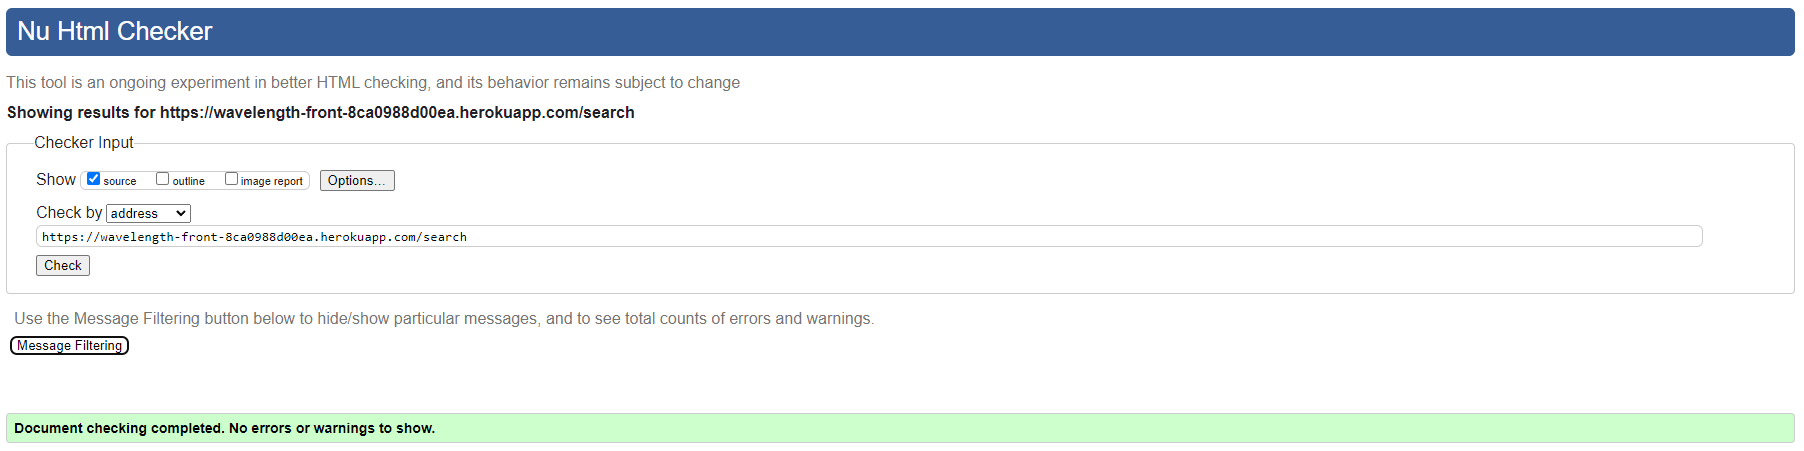 Nu Html Checker
This tool is an ongoing experiment in better HTML checking, and its behavior remains subject to change
Showing results for https://wavelength-front-8ca0988d00ea.herokuapp.com/search
Checker Input
Show source outline image report Options...
Check by address
https://wavelength-front-8ca0988d00ea.herokuapp.com/search
Check
Use the Message Filtering button below to hide/show particular messages, and to see total counts of errors and warnings.
Message Filtering
Document checking completed. No errors or warnings to show.